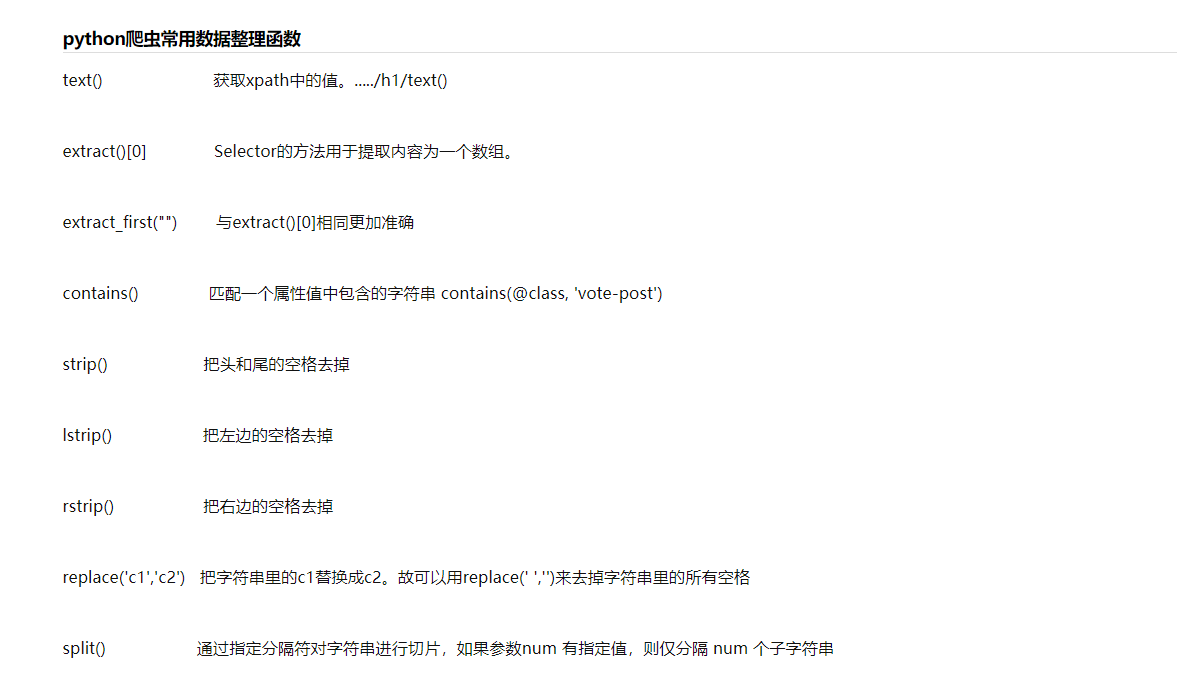 python爬虫常用数据整理函数
text() 获取xpath中的值。...../h1/text()
extract()[0] Selector的方法用于提取内容为一个数组。
extract_first("") 与extract()[0]相同更加准确
contains() 匹配一个属性值中包含的字符串 contains(@class, 'vote-post')
strip() 把头和尾的空格去掉
lstrip() 把左边的空格去掉
rstrip() 把右边的空格去掉
replace('c1','c2') 把字符串里的c1替换成c2。故可以用replace(' ','')来去掉字符串里的所有空格
split() 通过指定分隔符对字符串进行切片，如果参数num 有指定值，则仅分隔 num 个子字符串